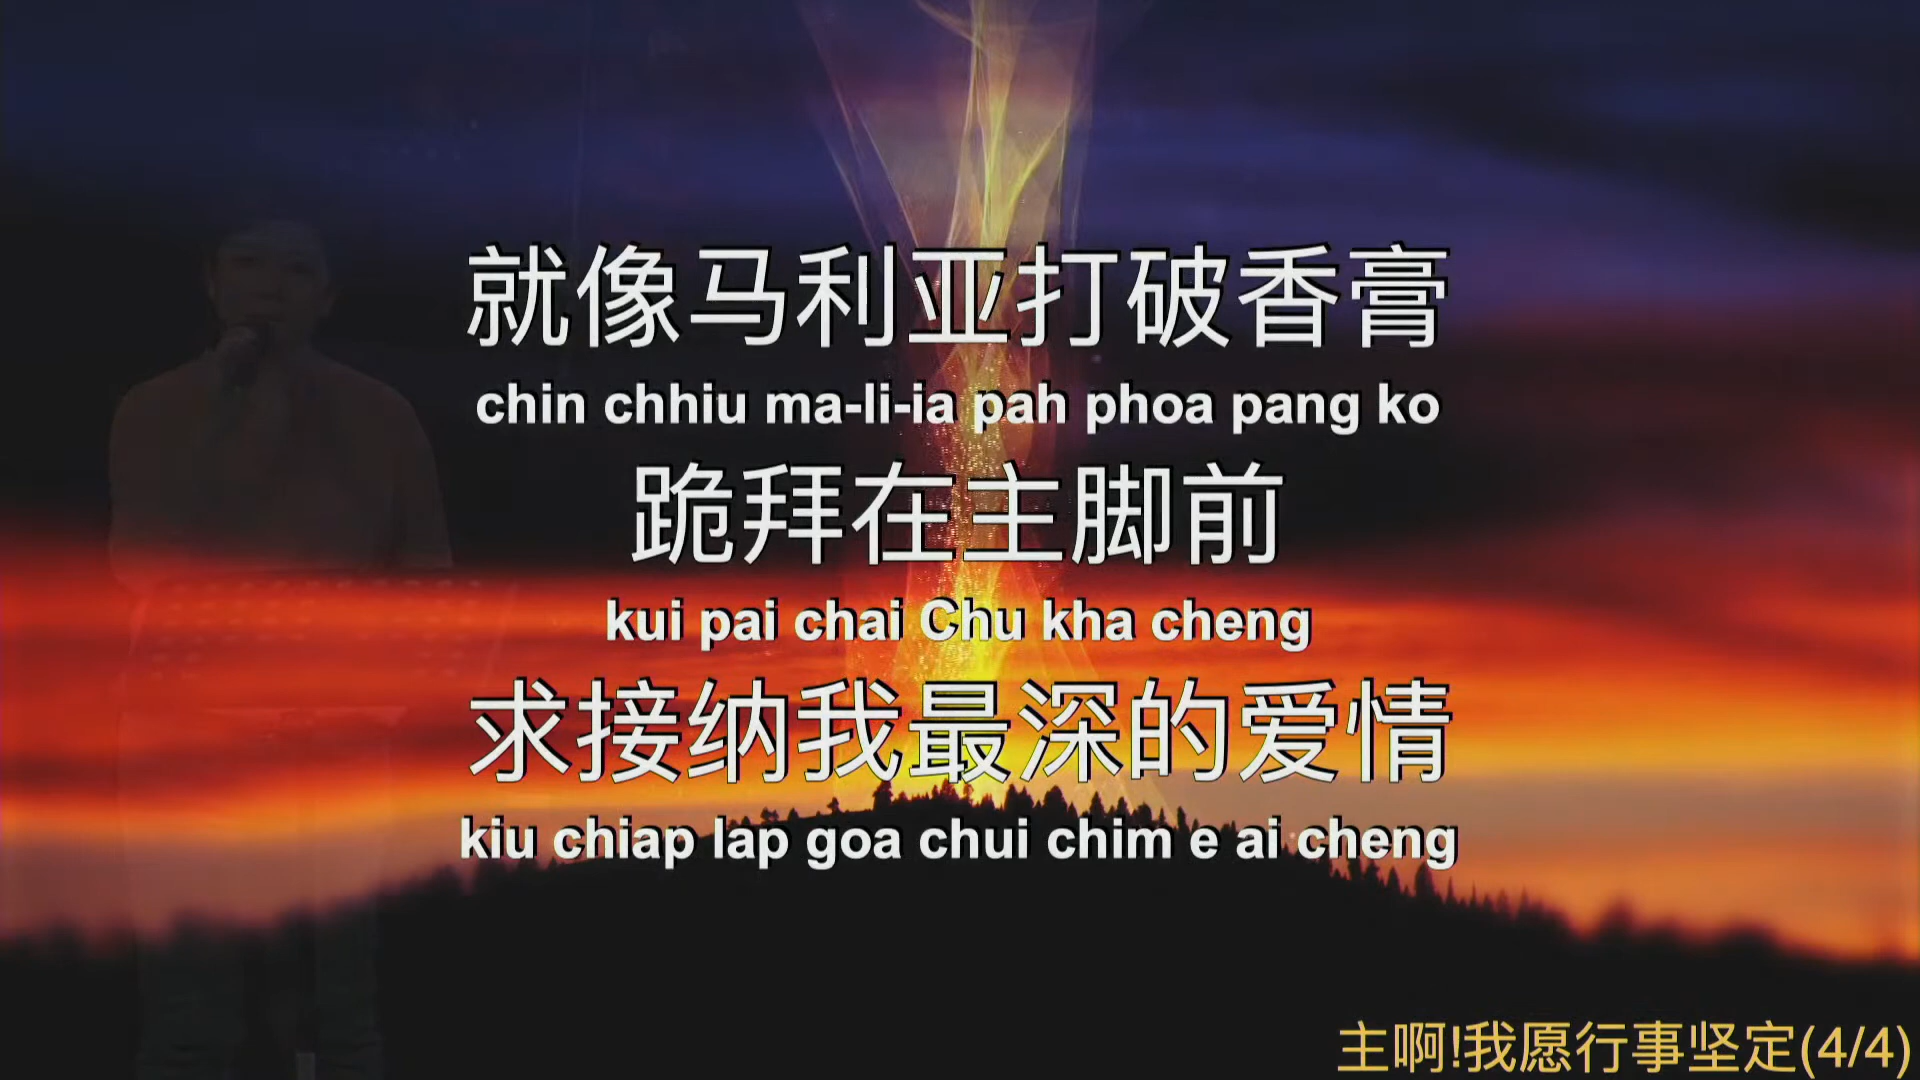 就像马利亚打破香膏
chin chhiu ma-li-ia pah phoa pang ko
跪拜在主脚前
kui pai chai Chu kha cheng
求接纳我最深的爱情
kiu chiap lap goa chui chim e ai cheng
主啊!我愿行事坚定(4/4)